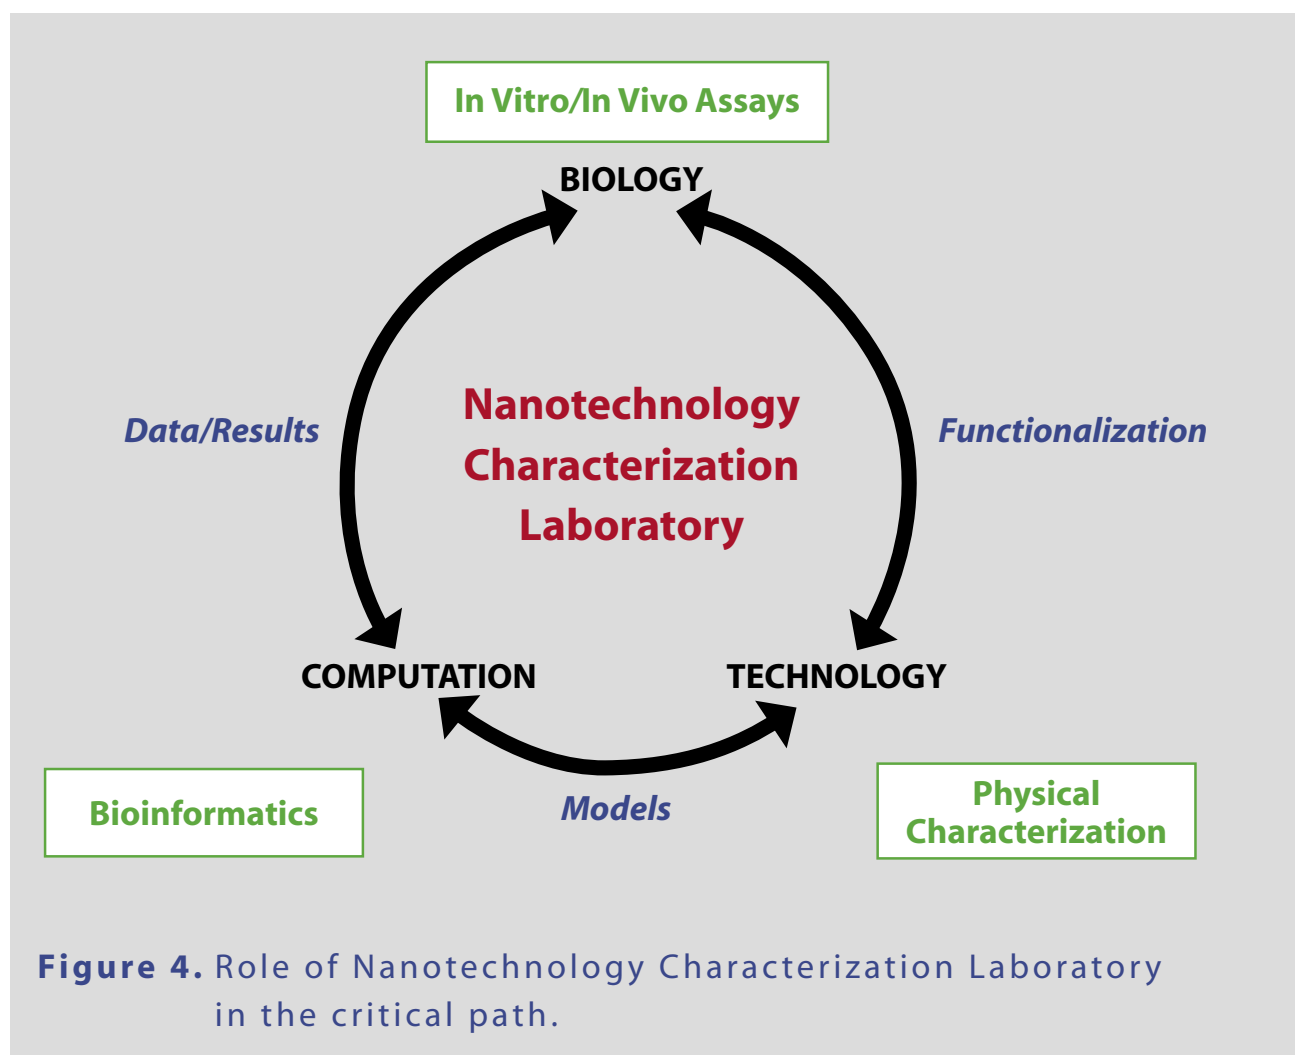 In Vitro/In Vivo Assays
BIOLOGY
Data/Results
Nanotechnology
Characterization
Laboratory
Functionalization
COMPUTATION
TECHNOLOGY
Bioinformatics
Models
Physical
Characterization
Figure 4. Role of Nanotechnology Characterization Laboratory
in the critical path.